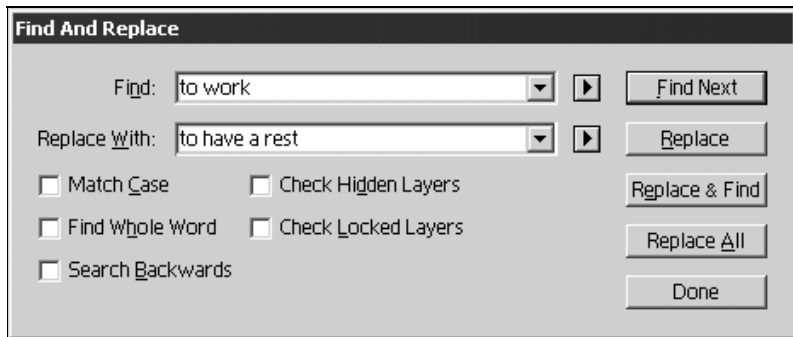 Find And Replace
Find: to work Find Next
Replace With: to have a rest Replace
Match Case Check Hidden Layers Replace & Find
Find Whole Word Check Locked Layers Replace All
Search Backwards Done